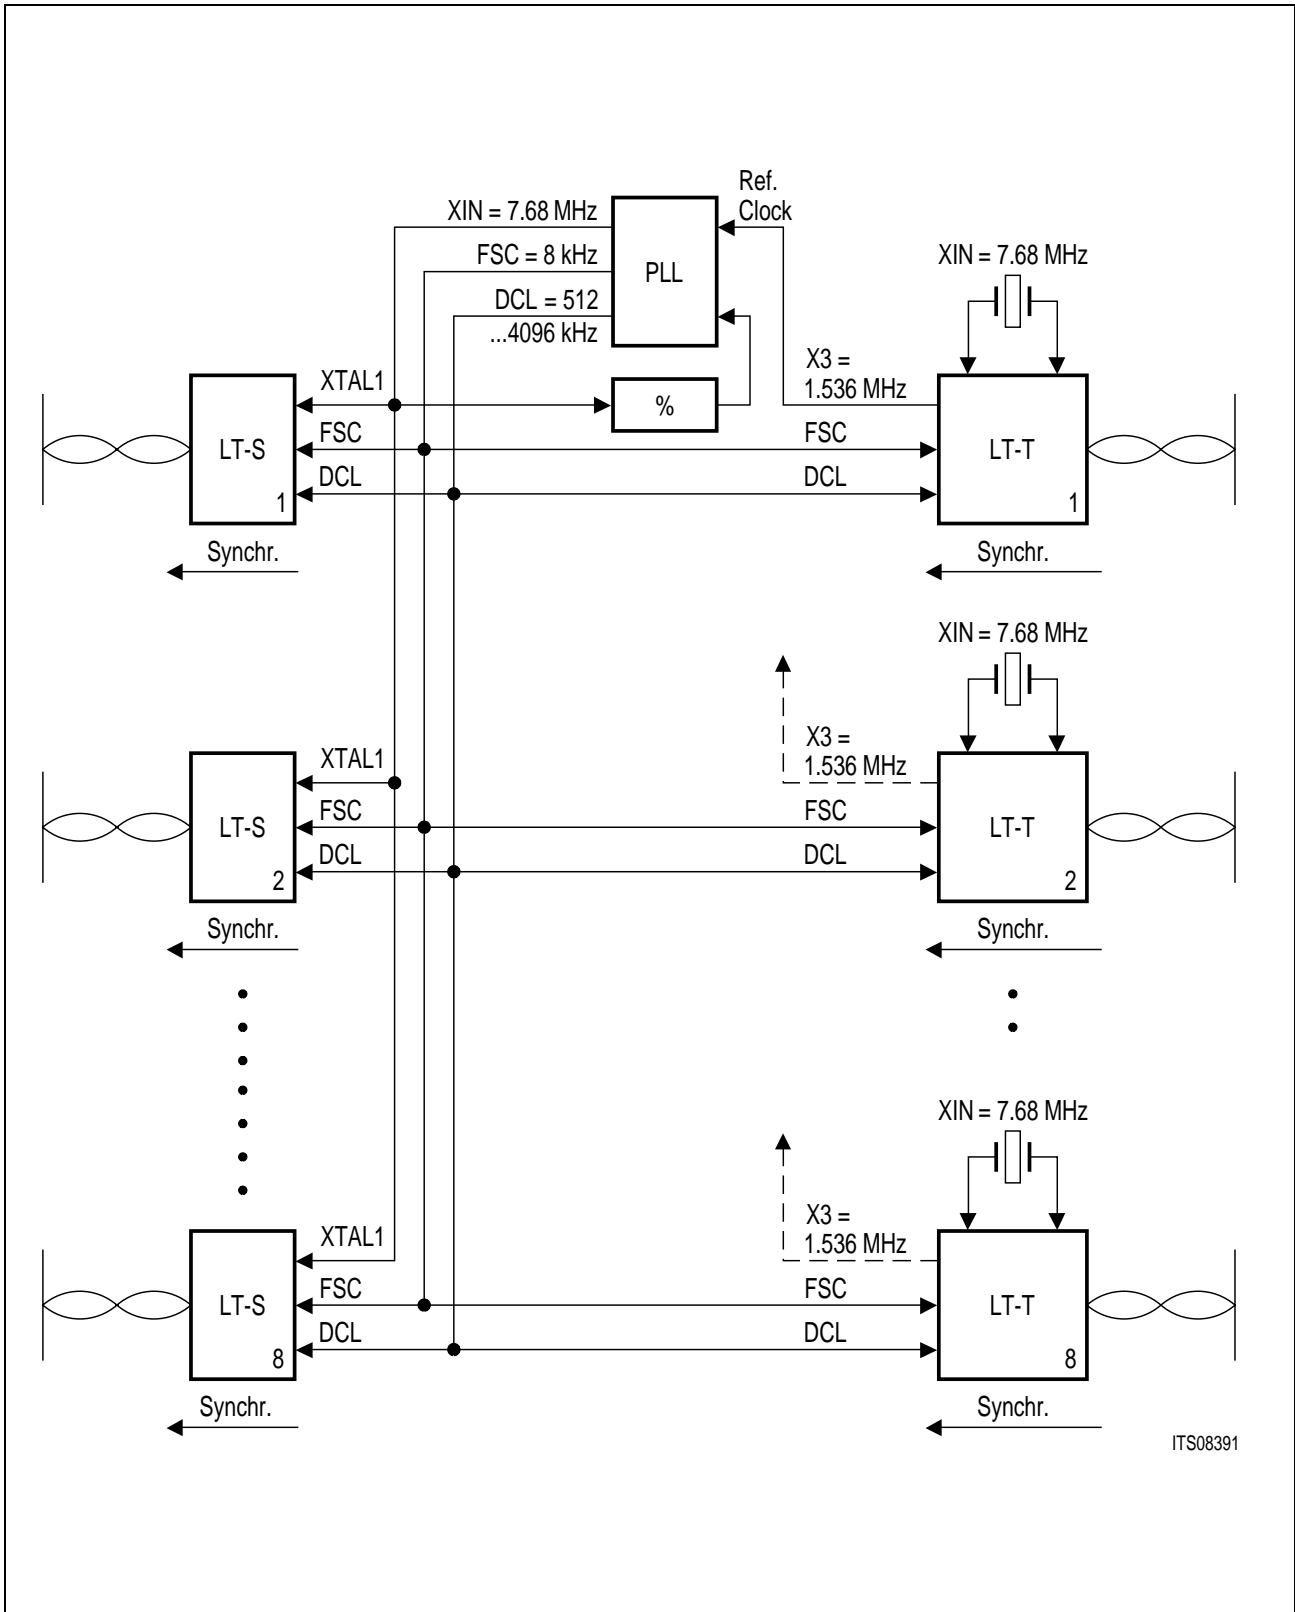 Ref.
Clock
XIN = 7.68 MHz
FSC = 8 kHz
PLL
XIN = 7.68 MHz
DCL = 512
...4096 kHz
X3 =
1.536 MHz
XTAL1
%
FSC
FSC
LT-S
LT-T
DCL
DCL
1
1
Synchr.
Synchr.
XIN = 7.68 MHz
X3 =
1.536 MHz
XTAL1
FSC
FSC
LT-S
LT-T
DCL
DCL
2
2
Synchr.
Synchr.
XIN = 7.68 MHz
X3 =
1.536 MHz
XTAL1
FSC
FSC
LT-S
LT-T
DCL
DCL
8
8
Synchr.
Synchr.
ITS08391